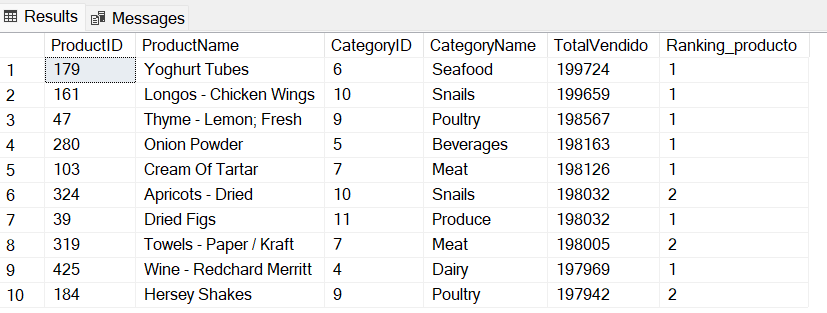 Results Messages
ProductID ProductName CategoryID CategoryName TotalVendido Ranking_producto
1 179 Yoghurt Tubes 6 Seafood 199724 1
2 161 Longos - Chicken Wings 10 Snails 199659 1
3 47 Thyme - Lemon; Fresh 9 Poultry 198567 1
4 280 Onion Powder 5 Beverages 198163 1
5 103 Cream Of Tartar 7 Meat 198126 1
6 324 Apricots - Dried 10 Snails 198032 2
7 39 Dried Figs 11 Produce 198032 1
8 319 Towels - Paper / Kraft 7 Meat 198005 2
9 425 Wine - Redchard Merritt 4 Dairy 197969 1
10 184 Hersey Shakes 9 Poultry 197942 2